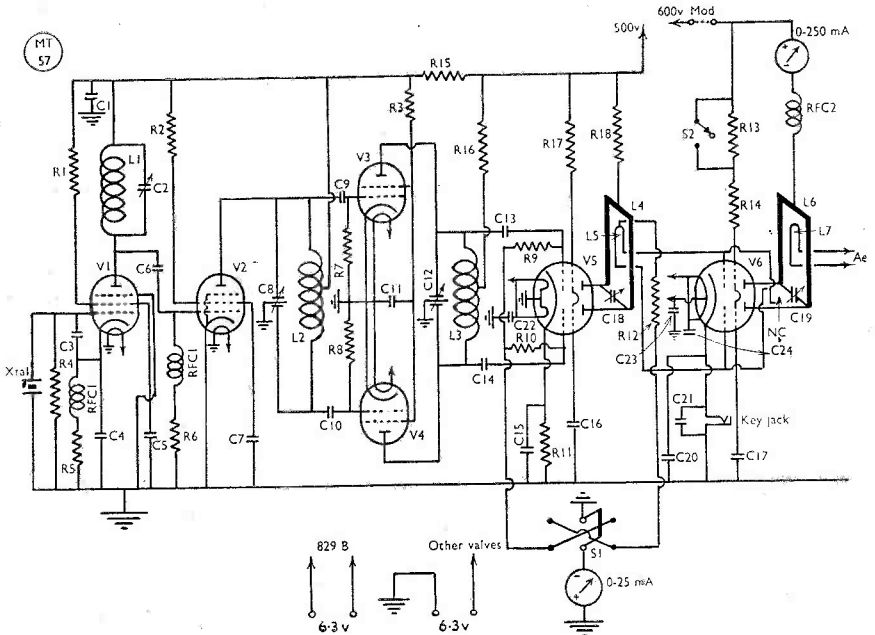 MT
57
600v Mod
500v
0-250 mA
R15
C1
R2
R3
R16
R17
R18
S2
R13
RFC2
R1
L1
C2
V3
C9
R14
L6
L4
L5
L7
C13
R9
V5
V6
Ae
V1
C6
V2
C8
R7
C11
C12
L2
R8
L3
C22
R10
C18
R12
C19
NC
C23
C24
C3
R4
Xtal
RFC1
RFC1
C14
C10
V4
C4
C5
R5
R6
C7
C15
R11
C16
C21
Key jack
C20
C17
S1
829 B
Other valves
0-25 mA
6·3 v
6·3 v
+
-
+
-